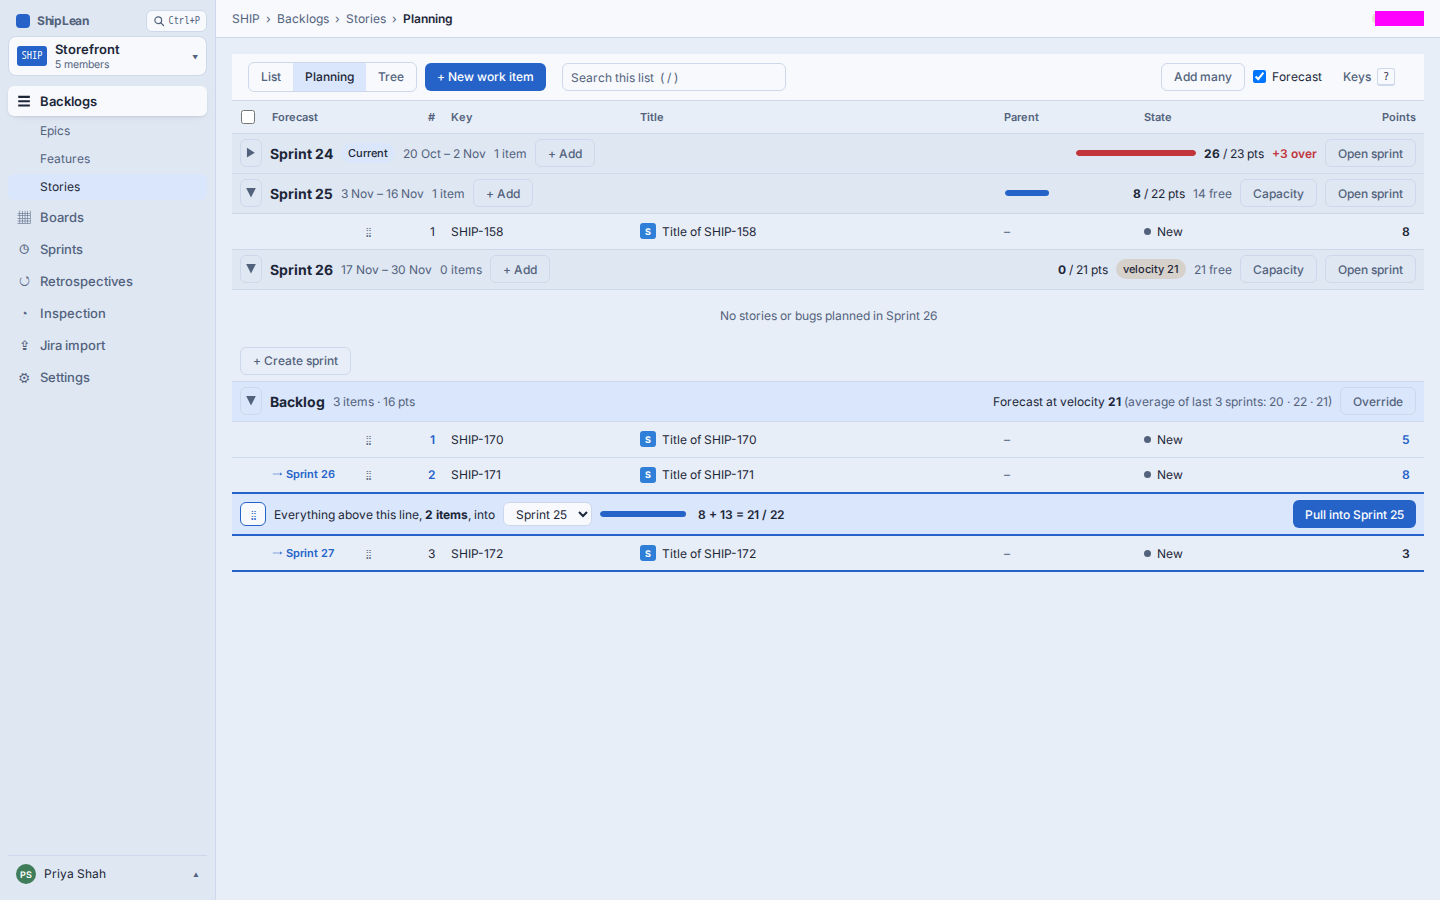 ShipLean Ctrl+P
SHIP Storefront
5 members
Backlogs
Epics
Features
Stories
Boards
Sprints
Retrospectives
Inspection
Jira import
Settings
PS Priya Shah
SHIP › Backlogs › Stories › Planning
List Planning Tree + New work item Search this list ( / ) Add many Forecast Keys ?
Forecast # Key Title Parent State Points
Sprint 24 Current 20 Oct – 2 Nov 1 item + Add 26 / 23 pts +3 over Open sprint
Sprint 25 3 Nov – 16 Nov 1 item + Add 8 / 22 pts 14 free Capacity Open sprint
1 SHIP-158 S Title of SHIP-158 – New 8
Sprint 26 17 Nov – 30 Nov 0 items + Add 0 / 21 pts velocity 21 21 free Capacity Open sprint
No stories or bugs planned in Sprint 26
+ Create sprint
Backlog 3 items · 16 pts Forecast at velocity 21 (average of last 3 sprints: 20 · 22 · 21) Override
1 SHIP-170 S Title of SHIP-170 – New 5
→ Sprint 26 2 SHIP-171 S Title of SHIP-171 – New 8
Everything above this line, 2 items, into Sprint 25 8 + 13 = 21 / 22 Pull into Sprint 25
→ Sprint 27 3 SHIP-172 S Title of SHIP-172 – New 3